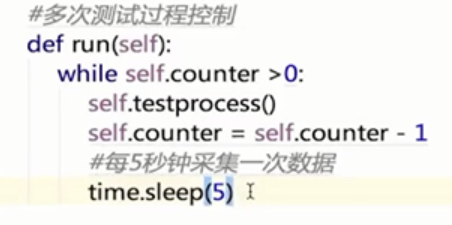 #多次测试过程控制
def run(self):
while self.counter >0:
self.testprocess()
self.counter = self.counter - 1
#每5秒钟采集一次数据
time.sleep(5)